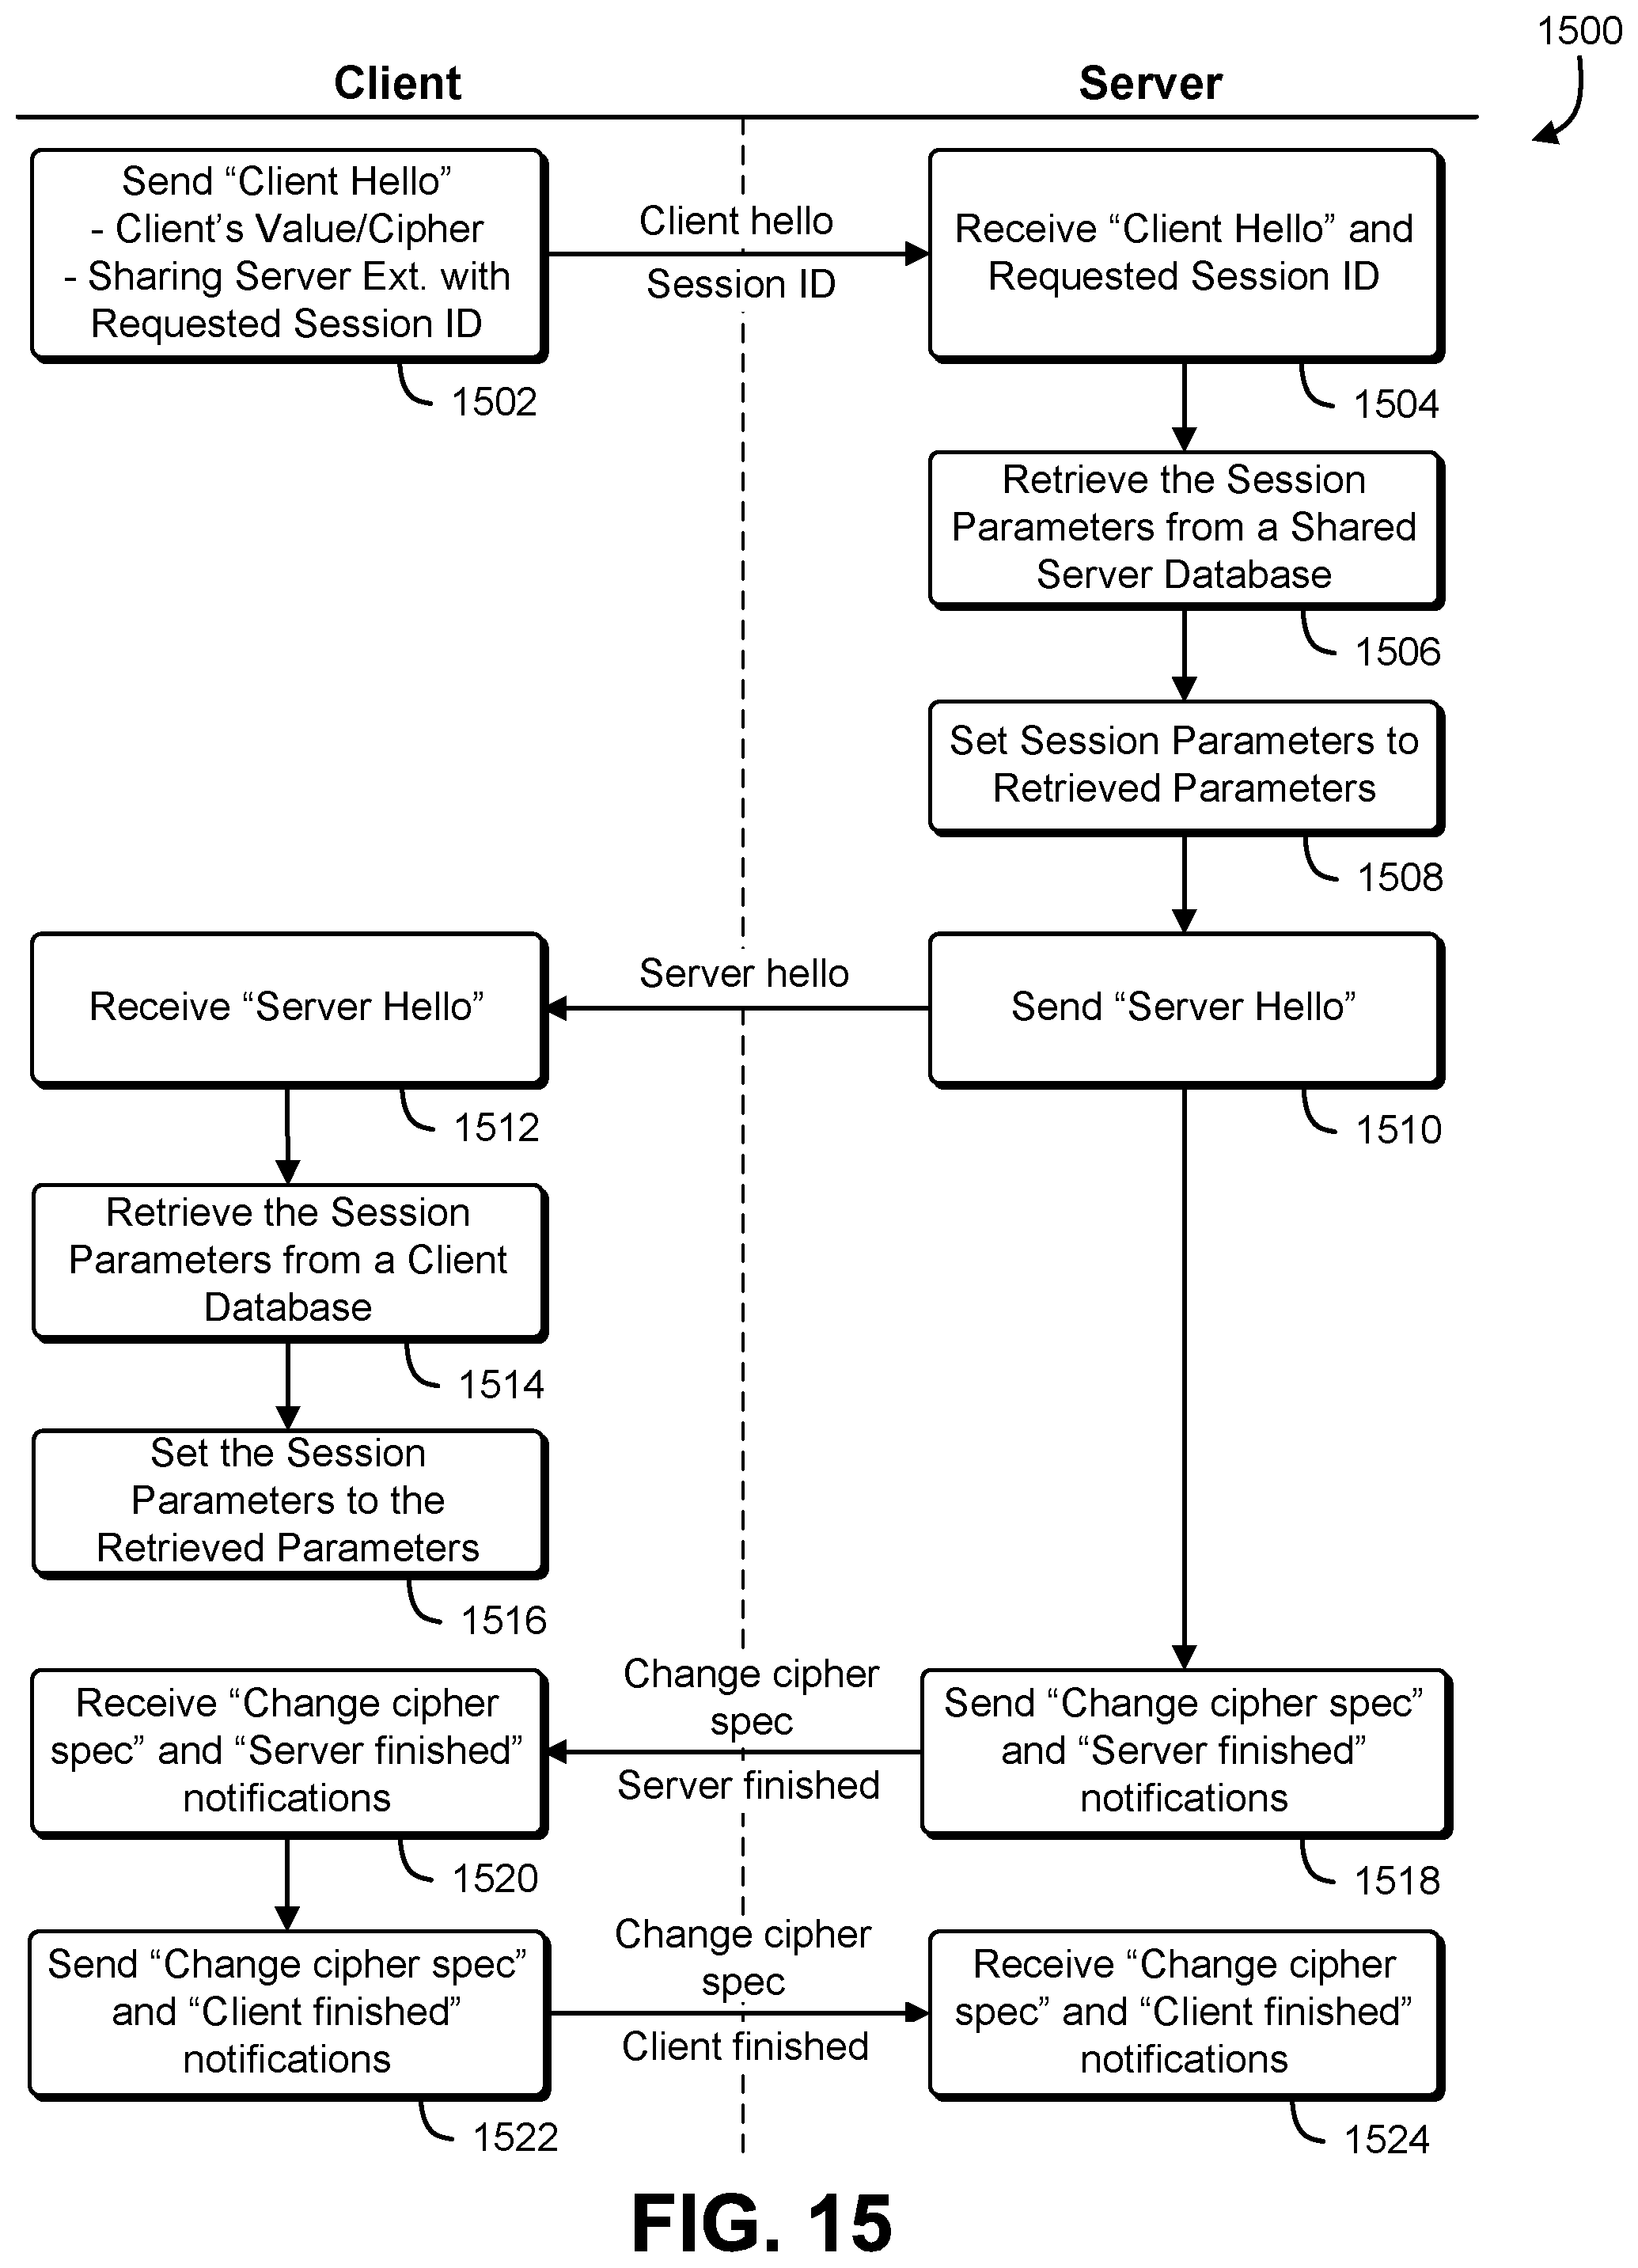 1500
Client
Server
Send “Client Hello”
- Client’s Value/Cipher
- Sharing Server Ext. with
Requested Session ID
1502
Client hello
Session ID
Receive “Client Hello” and
Requested Session ID
1504
Retrieve the Session
Parameters from a Shared
Server Database
1506
Set Session Parameters to
Retrieved Parameters
1508
Send “Server Hello”
1510
Server hello
Receive “Server Hello”
1512
Retrieve the Session
Parameters from a Client
Database
1514
Set the Session
Parameters to the
Retrieved Parameters
1516
Send “Change cipher spec”
and “Server finished”
notifications
1518
Change cipher
spec
Server finished
Receive “Change cipher
spec” and “Server finished”
notifications
1520
Send “Change cipher spec”
and “Client finished”
notifications
1522
Change cipher
spec
Client finished
Receive “Change cipher
spec” and “Client finished”
notifications
1524
FIG. 15